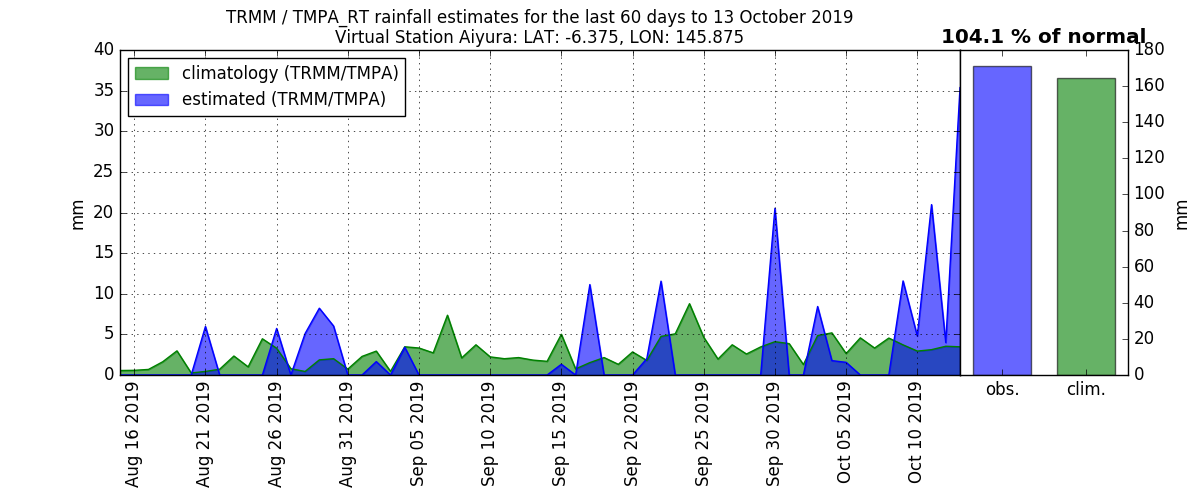 TRMM / TMPA_RT rainfall estimates for the last 60 days to 13 October 2019
Virtual Station Aiyura: LAT: -6.375, LON: 145.875
104.1 % of normal
climatology (TRMM/TMPA)
estimated (TRMM/TMPA)
40
35
30
25
20
15
10
5
0
mm
180
160
140
120
100
80
60
40
20
0
mm
obs.
clim.
Aug 16 2019
Aug 21 2019
Aug 26 2019
Aug 31 2019
Sep 05 2019
Sep 10 2019
Sep 15 2019
Sep 20 2019
Sep 25 2019
Sep 30 2019
Oct 05 2019
Oct 10 2019